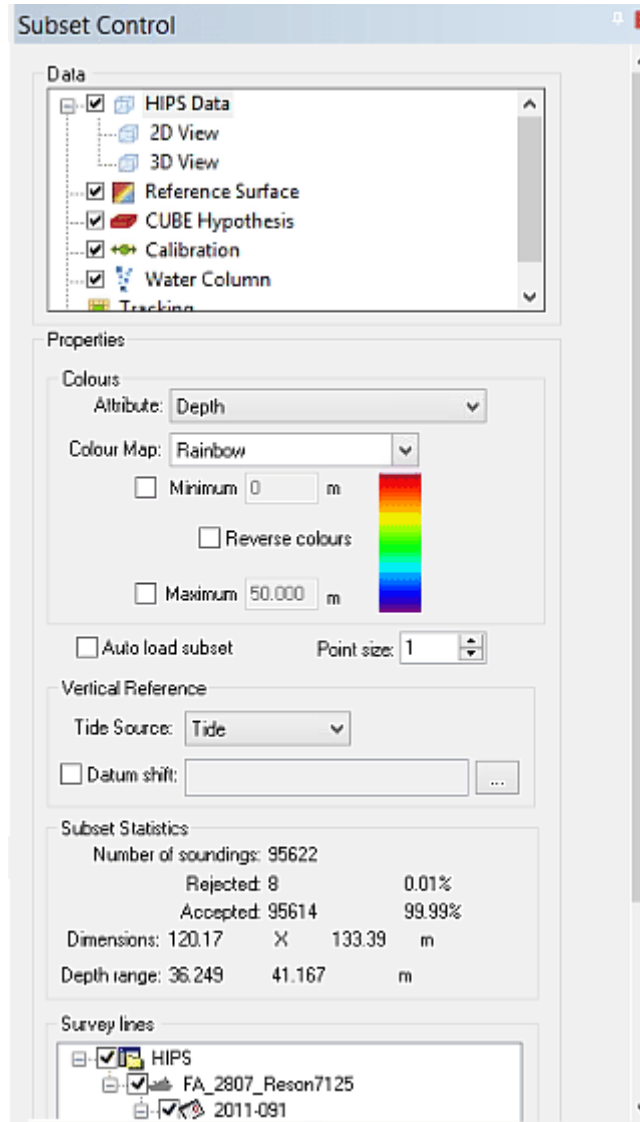 Subset Control
Data
HIPS Data
2D View
3D View
Reference Surface
CUBE Hypothesis
Calibration
Water Column
Tracking
Properties
Colours
Attribute: Depth
Colour Map: Rainbow
Minimum 0 m
Reverse colours
Maximum 50.000 m
Auto load subset Point size: 1
Vertical Reference
Tide Source: Tide
Datum shift: ...
Subset Statistics
Number of soundings: 95622
Rejected: 8 0.01%
Accepted: 95614 99.99%
Dimensions: 120.17 X 133.39 m
Depth range: 36.249 41.167 m
Survey lines
HIPS
FA_2807_Reson7125
2011-091